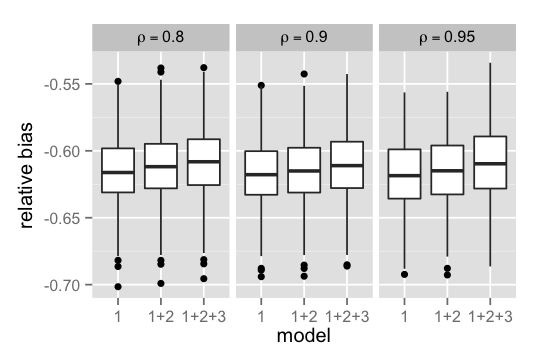 ρ = 0.8
ρ = 0.9
ρ = 0.95
relative bias
-0.55
-0.60
-0.65
-0.70
1 1+2 1+2+3
1 1+2 1+2+3
1 1+2 1+2+3
model